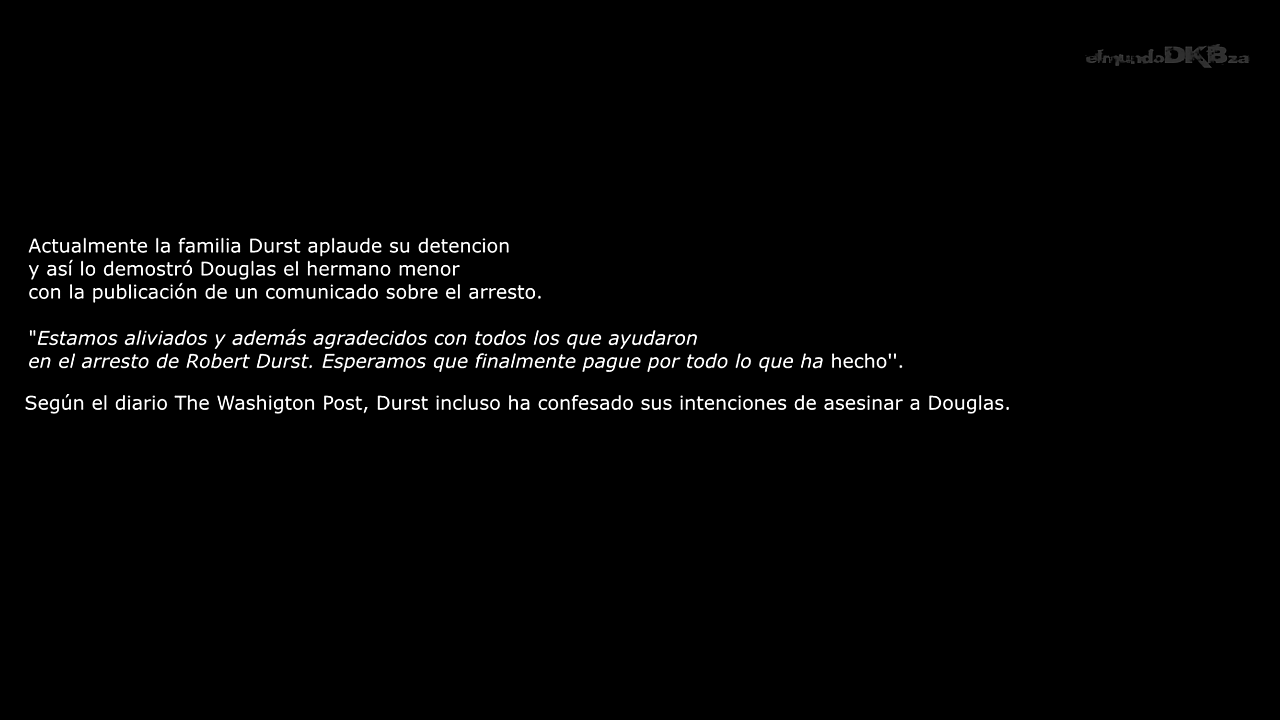 elmundoDKBza
Actualmente la familia Durst aplaude su detencion
y así lo demostró Douglas el hermano menor
con la publicación de un comunicado sobre el arresto.
"Estamos aliviados y además agradecidos con todos los que ayudaron
en el arresto de Robert Durst. Esperamos que finalmente pague por todo lo que ha hecho''.
Según el diario The Washigton Post, Durst incluso ha confesado sus intenciones de asesinar a Douglas.